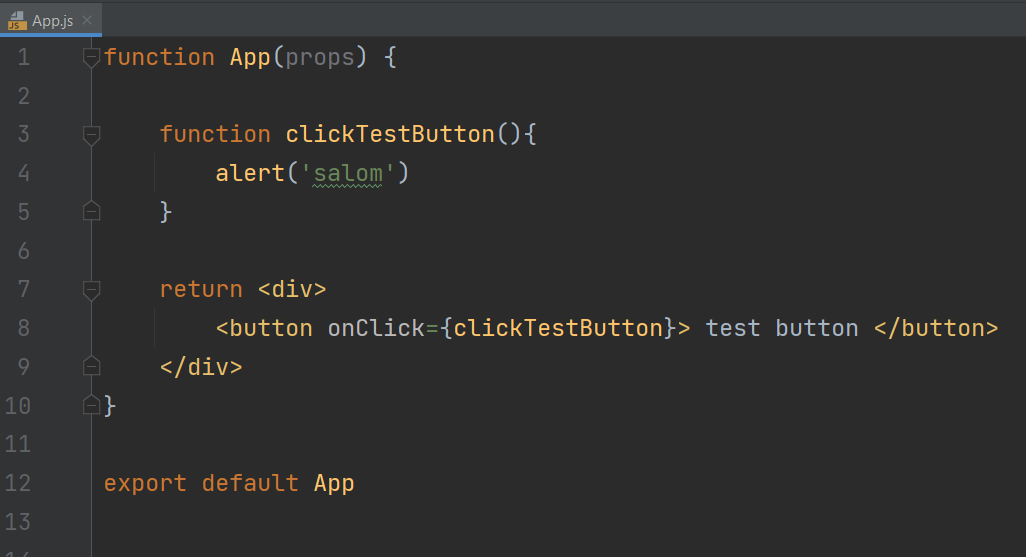 App.js
1 function App(props) {
2
3 function clickTestButton(){
4 alert('salom')
5 }
6
7 return <div>
8 <button onClick={clickTestButton}> test button </button>
9 </div>
10 }
11
12 export default App
13